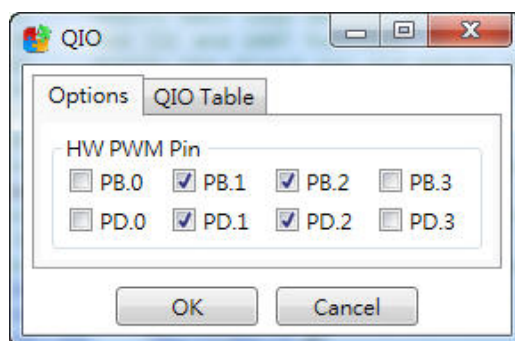 QIO
Options QIO Table
HW PWM Pin
PB.0 PB.1 PB.2 PB.3
PD.0 PD.1 PD.2 PD.3
OK Cancel